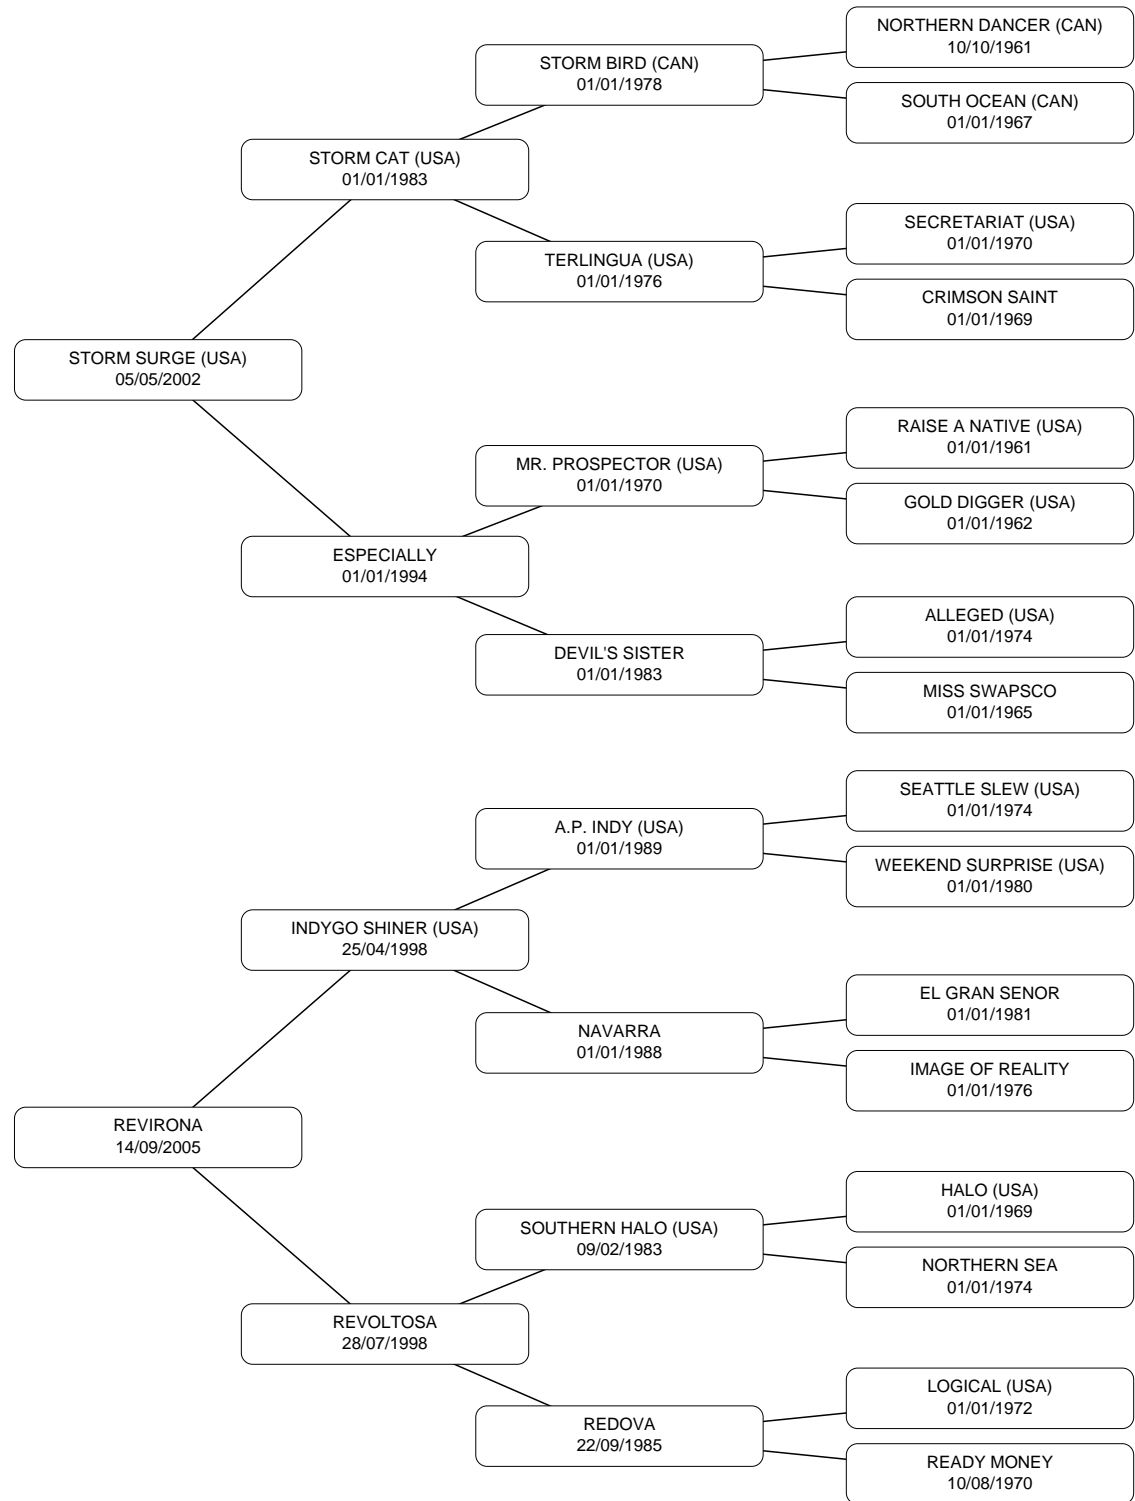 NORTHERN DANCER (CAN)
10/10/1961
STORM BIRD (CAN)
01/01/1978
SOUTH OCEAN (CAN)
01/01/1967
STORM CAT (USA)
01/01/1983
SECRETARIAT (USA)
01/01/1970
TERLINGUA (USA)
01/01/1976
CRIMSON SAINT
01/01/1969
STORM SURGE (USA)
05/05/2002
RAISE A NATIVE (USA)
01/01/1961
MR. PROSPECTOR (USA)
01/01/1970
GOLD DIGGER (USA)
01/01/1962
ESPECIALLY
01/01/1994
ALLEGED (USA)
01/01/1974
DEVIL'S SISTER
01/01/1983
MISS SWAPSCO
01/01/1965
SEATTLE SLEW (USA)
01/01/1974
A.P. INDY (USA)
01/01/1989
WEEKEND SURPRISE (USA)
01/01/1980
INDYGO SHINER (USA)
25/04/1998
EL GRAN SENOR
01/01/1981
NAVARRA
01/01/1988
IMAGE OF REALITY
01/01/1976
REVIRONA
14/09/2005
HALO (USA)
01/01/1969
SOUTHERN HALO (USA)
09/02/1983
NORTHERN SEA
01/01/1974
REVOLTOSA
28/07/1998
LOGICAL (USA)
01/01/1972
REDOVA
22/09/1985
READY MONEY
10/08/1970